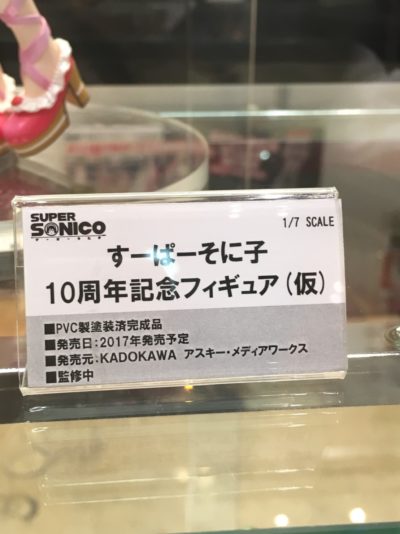 SUPER
SONICO
1/7 SCALE
すーぱーそに子
10周年記念フィギュア(仮)
■PVC製塗装済完成品
■発売日:2017年発売予定
■発売元:KADOKAWA アスキー・メディアワークス
■監修中